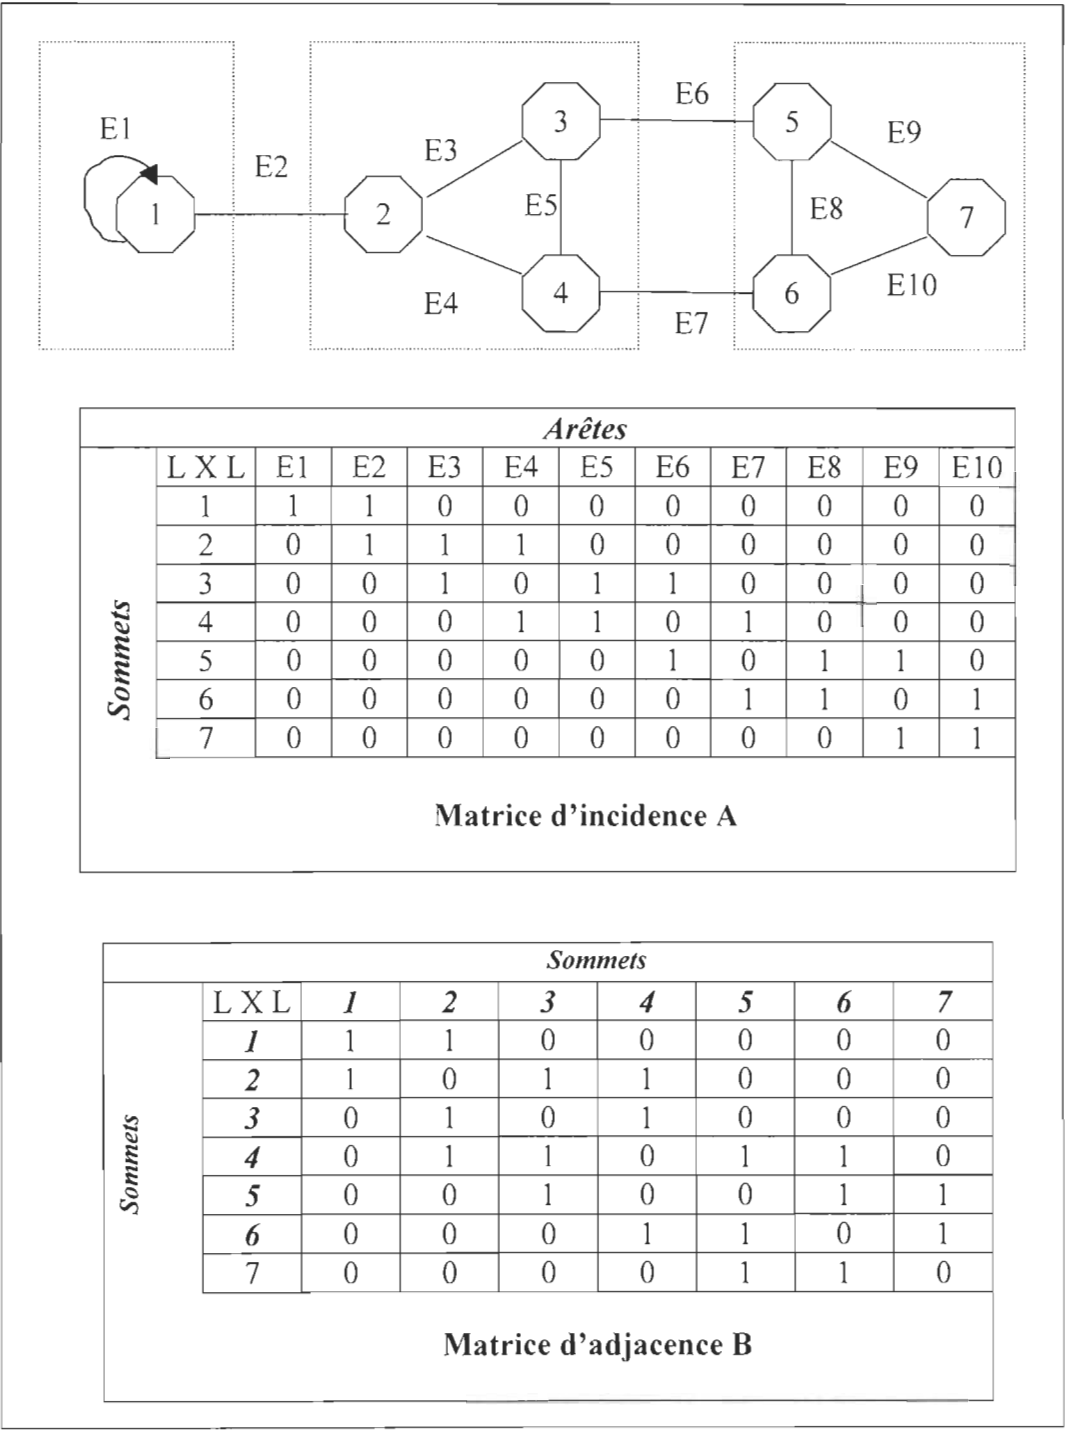 E1
E2
E3
E4
E5
E6
E7
E8
E9
E10
1
2
3
4
5
6
7
Arêtes
L X L E1 E2 E3 E4 E5 E6 E7 E8 E9 E10
Sommets
1 1 1 0 0 0 0 0 0 0 0
2 0 1 1 1 0 0 0 0 0 0
3 0 0 1 0 1 1 0 0 0 0
4 0 0 0 1 1 0 1 0 0 0
5 0 0 0 0 0 1 0 1 1 0
6 0 0 0 0 0 0 1 1 0 1
7 0 0 0 0 0 0 0 0 1 1
Matrice d'incidence A
Sommets
L X L 1 2 3 4 5 6 7
Sommets
1 1 1 0 0 0 0 0
2 1 0 1 1 0 0 0
3 0 1 0 1 0 0 0
4 0 1 1 0 1 1 0
5 0 0 1 0 0 1 1
6 0 0 0 1 1 0 1
7 0 0 0 0 1 1 0
Matrice d'adjacence B